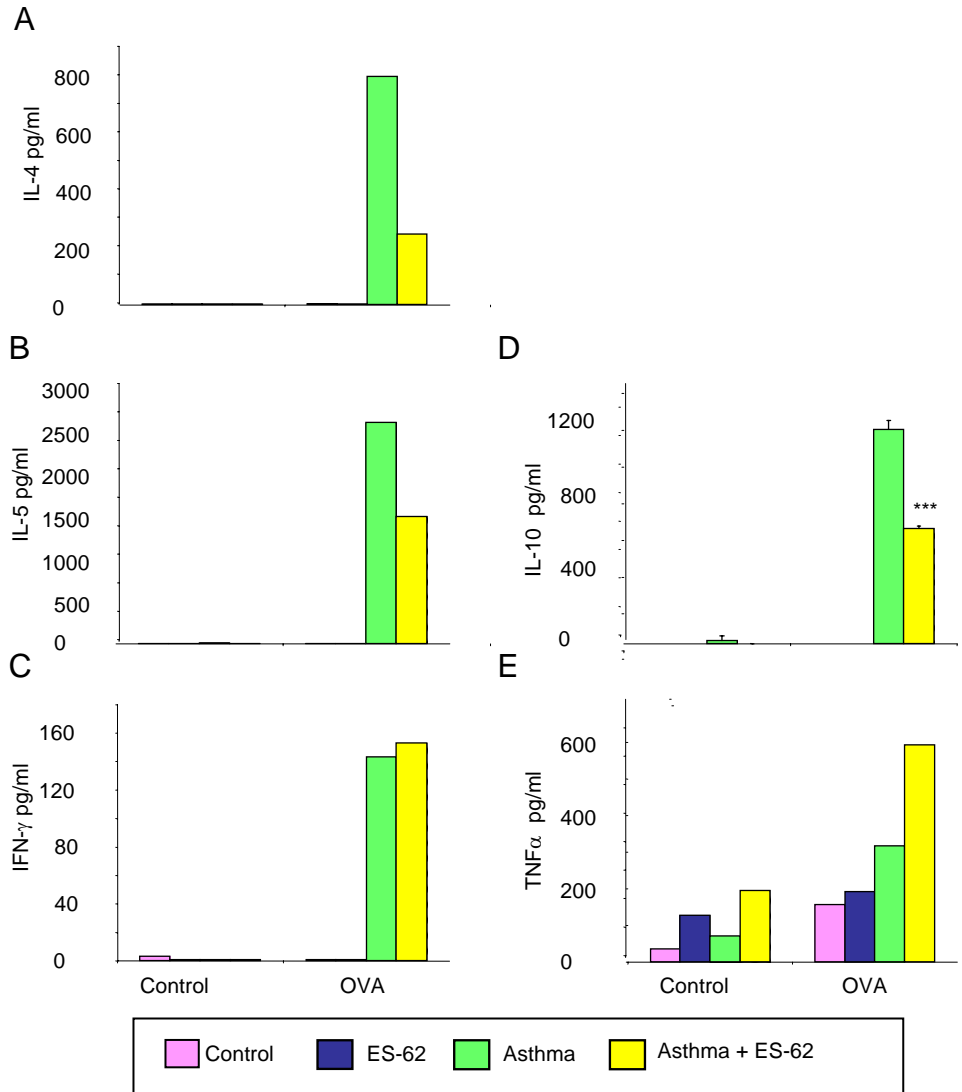 A
800
600
400
200
0
IL-4 pg/ml
B
3000
2500
2000
1500
1000
500
0
IL-5 pg/ml
D
1200
800
400
0
IL-10 pg/ml
***
C
160
120
80
40
0
IFN-γ pg/ml
Control OVA
E
600
400
200
0
TNFα pg/ml
Control OVA
Control ES-62 Asthma Asthma + ES-62